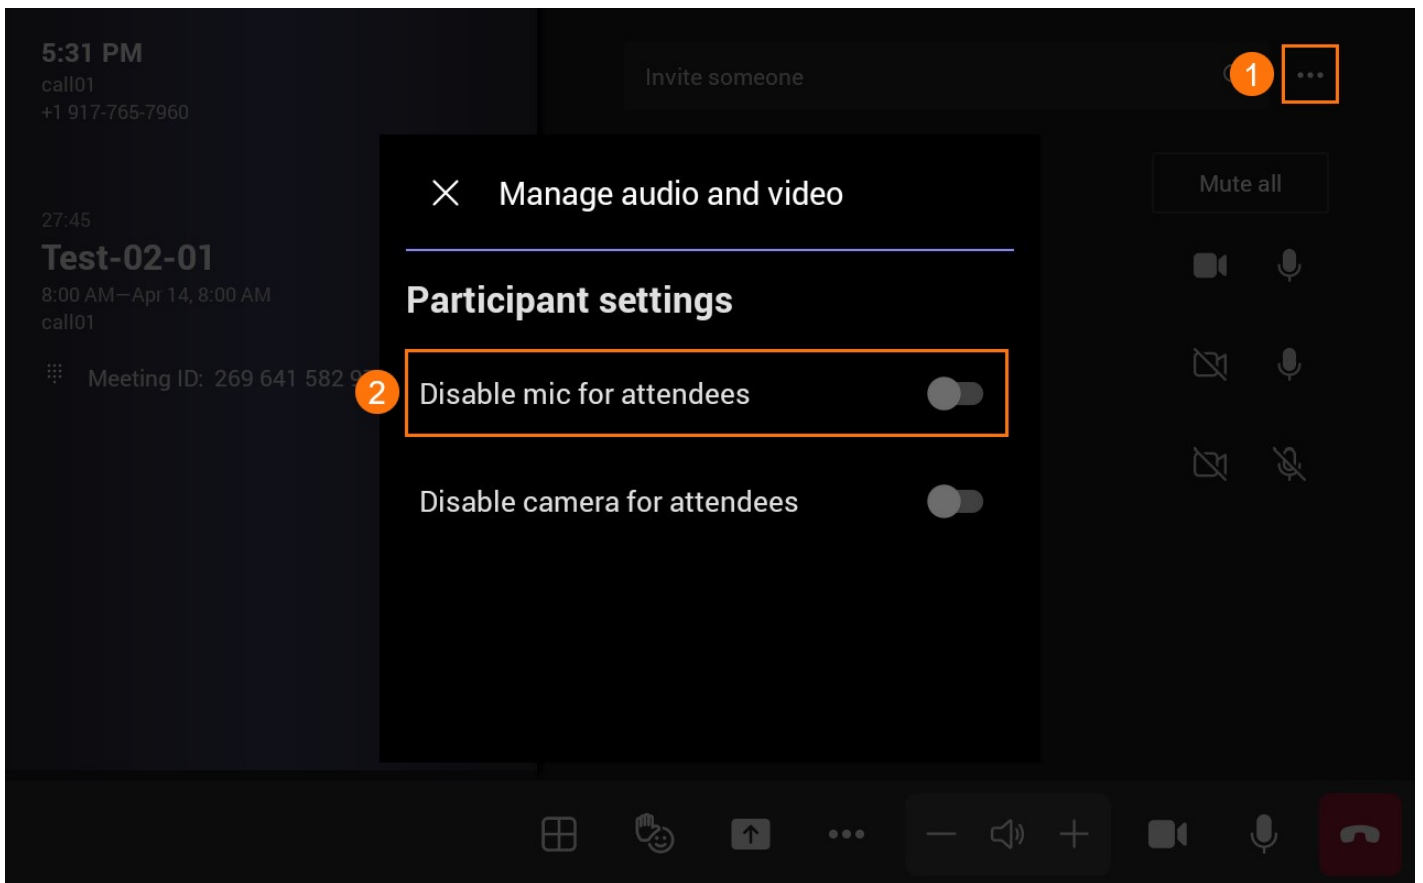 5:31 PM
call01
+1 917-765-7960
Invite someone
1
Manage audio and video
Mute all
27:45
Test-02-01
8:00 AM—Apr 14, 8:00 AM
call01
Participant settings
Meeting ID: 269 641 582
2
Disable mic for attendees
Disable camera for attendees